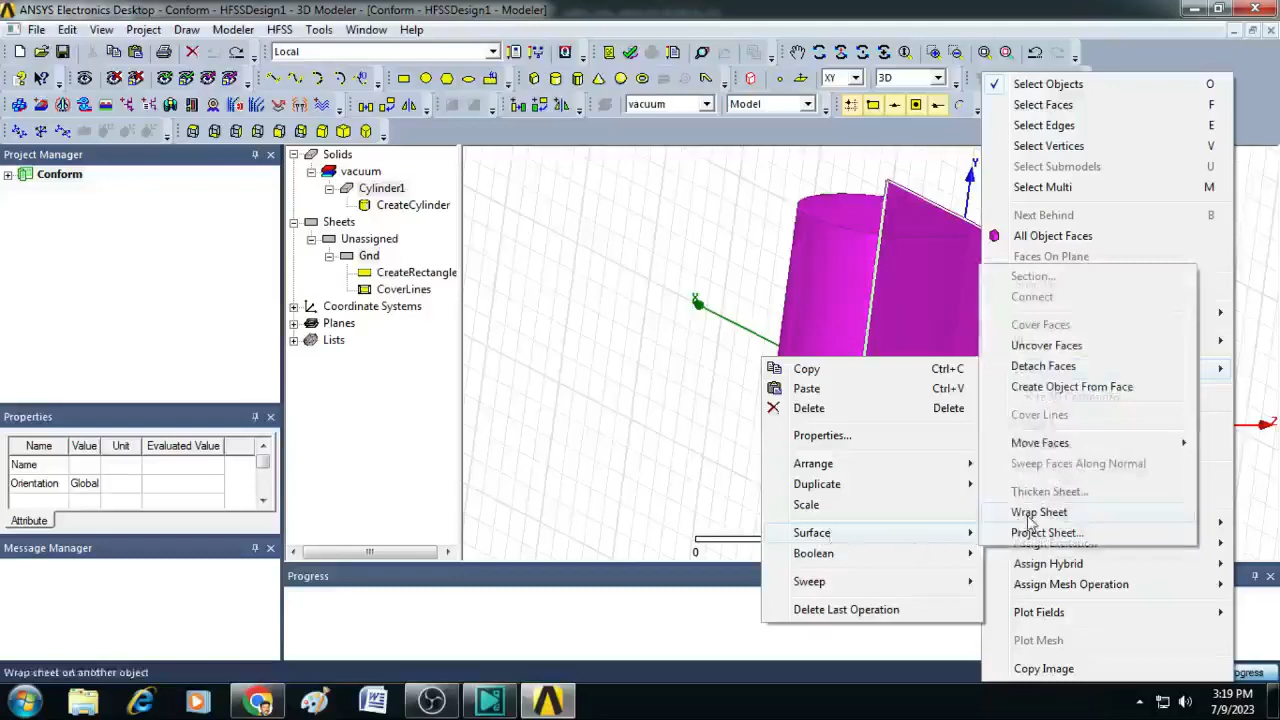 ANSYS Electronics Desktop - Conform - HFSSDesign1 - 3D Modeler - [Conform - HFSSDesign1 - Modeler]
File Edit View Project Draw Modeler HFSS Tools Window Help
Local
XY 3D
vacuum Model
Project Manager
Conform
Solids
vacuum
Cylinder1
CreateCylinder
Sheets
Unassigned
Gnd
CreateRectangle
CoverLines
Coordinate Systems
Planes
Lists
Y
X
Z
0
Select Objects O
Select Faces F
Select Edges E
Select Vertices V
Select Submodels U
Select Multi M
Next Behind B
All Object Faces
Faces On Plane
Section...
Connect
Cover Faces
Uncover Faces
Detach Faces
Create Object From Face
Cover Lines
Move Faces
Sweep Faces Along Normal
Thicken Sheet...
Wrap Sheet
Project Sheet...
Assign Excitation
Assign Hybrid
Assign Mesh Operation
Plot Fields
Plot Mesh
Copy Image
Copy Ctrl+C
Paste Ctrl+V
Delete Delete
Properties...
Arrange
Duplicate
Scale
Surface
Boolean
Sweep
Delete Last Operation
Properties
Name Value Unit Evaluated Value
Name
Orientation Global
Attribute
Message Manager
Progress
Wrap sheet on another object
Progress
3:19 PM
7/9/2023